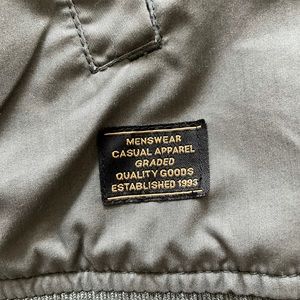 MENSWEAR
CASUAL APPAREL
GRADED
QUALITY GOODS
ESTABLISHED 1993